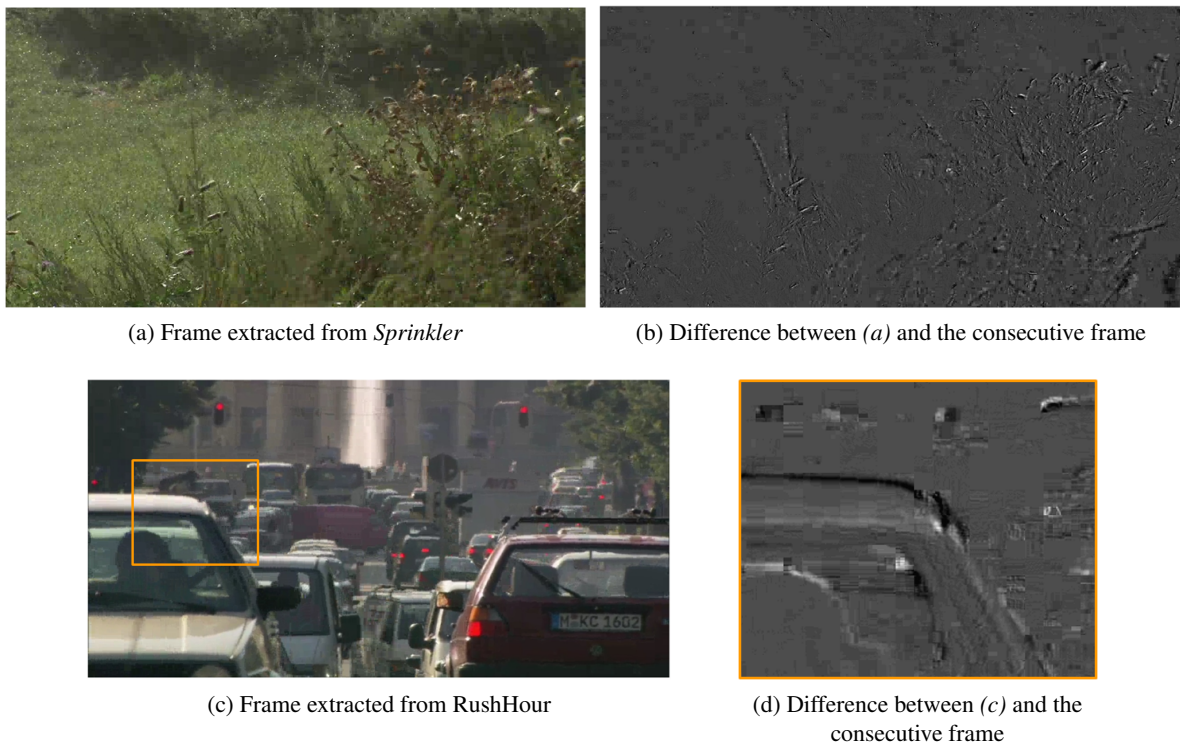 (a) Frame extracted from Sprinkler
(b) Difference between (a) and the consecutive frame
AVIS
M KC 1602
(c) Frame extracted from RushHour
(d) Difference between (c) and the
consecutive frame